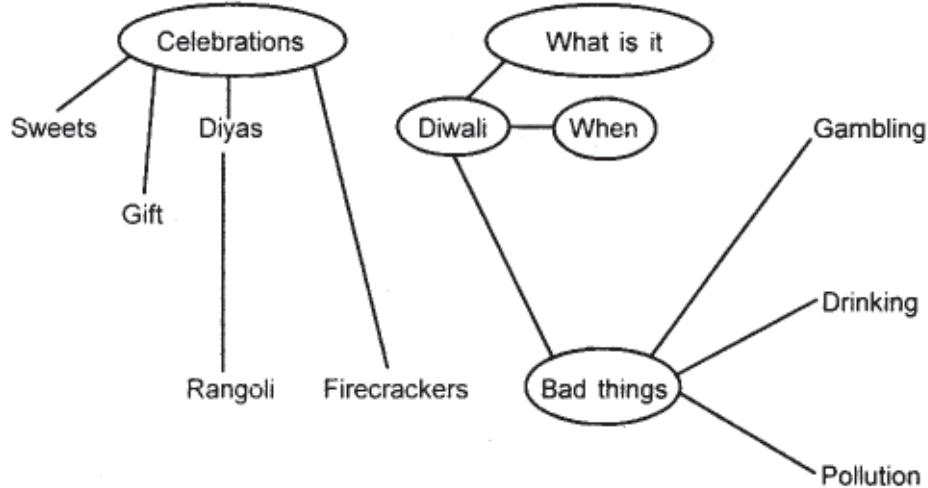 Celebrations
What is it
Sweets
Diyas
Diwali
When
Gambling
Gift
Drinking
Rangoli
Firecrackers
Bad things
Pollution